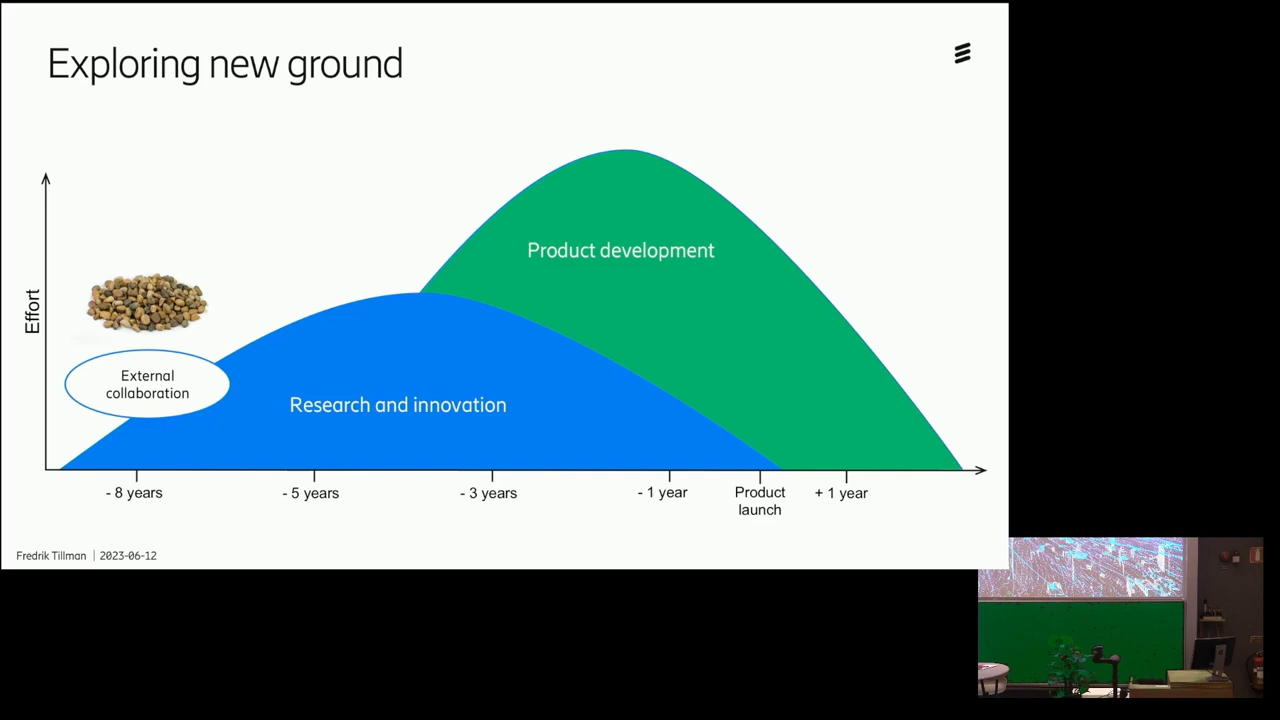 Exploring new ground
Effort
Product development
External
collaboration
Research and innovation
- 8 years
- 5 years
- 3 years
- 1 year
Product
launch
+ 1 year
Fredrik Tillman | 2023-06-12